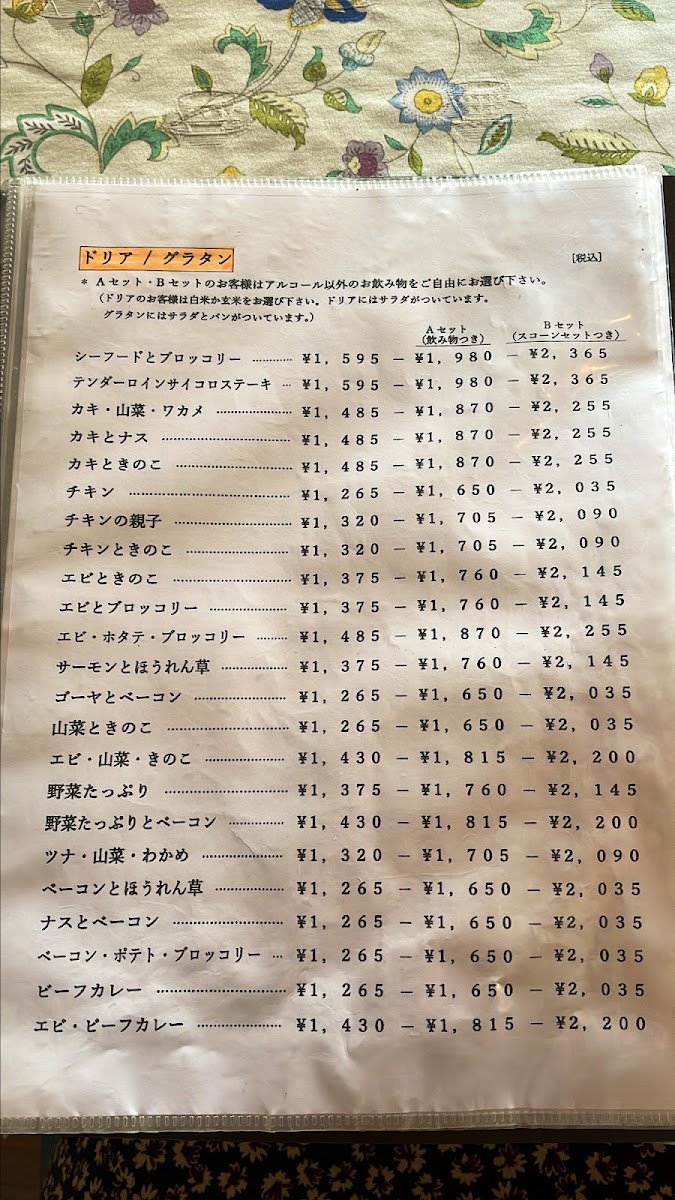 ドリア / グラタン
[税込]
* Aセット・Bセットのお客様はアルコール以外のお飲み物をご自由にお選び下さい。
(ドリアのお客様は白米か玄米をお選び下さい。ドリアにはサラダがついています。
グラタンにはサラダとパンがついています。)
Aセット Bセット
(飲み物つき) (スコーンセットつき)
シーフードとブロッコリー ………… ¥1,595 — ¥1,980 — ¥2,365
テンダーロインサイコロステーキ … ¥1,595 — ¥1,980 — ¥2,365
カキ・山菜・ワカメ ………… ¥1,485 — ¥1,870 — ¥2,255
カキとナス ………… ¥1,485 — ¥1,870 — ¥2,255
カキときのこ ………… ¥1,485 — ¥1,870 — ¥2,255
チキン ………… ¥1,265 — ¥1,650 — ¥2,035
チキンの親子 ………… ¥1,320 — ¥1,705 — ¥2,090
チキンときのこ ………… ¥1,320 — ¥1,705 — ¥2,090
エビときのこ ………… ¥1,375 — ¥1,760 — ¥2,145
エビとブロッコリー ………… ¥1,375 — ¥1,760 — ¥2,145
エビ・ホタテ・ブロッコリー ……… ¥1,485 — ¥1,870 — ¥2,255
サーモンとほうれん草 ………… ¥1,375 — ¥1,760 — ¥2,145
ゴーヤとベーコン ………… ¥1,265 — ¥1,650 — ¥2,035
山菜ときのこ ………… ¥1,265 — ¥1,650 — ¥2,035
エビ・山菜・きのこ ………… ¥1,430 — ¥1,815 — ¥2,200
野菜たっぷり ………… ¥1,375 — ¥1,760 — ¥2,145
野菜たっぷりとベーコン ………… ¥1,430 — ¥1,815 — ¥2,200
ツナ・山菜・わかめ ………… ¥1,320 — ¥1,705 — ¥2,090
ベーコンとほうれん草 ………… ¥1,265 — ¥1,650 — ¥2,035
ナスとベーコン ………… ¥1,265 — ¥1,650 — ¥2,035
ベーコン・ポテト・ブロッコリー … ¥1,265 — ¥1,650 — ¥2,035
ビーフカレー ………… ¥1,265 — ¥1,650 — ¥2,035
エビ・ビーフカレー ………… ¥1,430 — ¥1,815 — ¥2,200